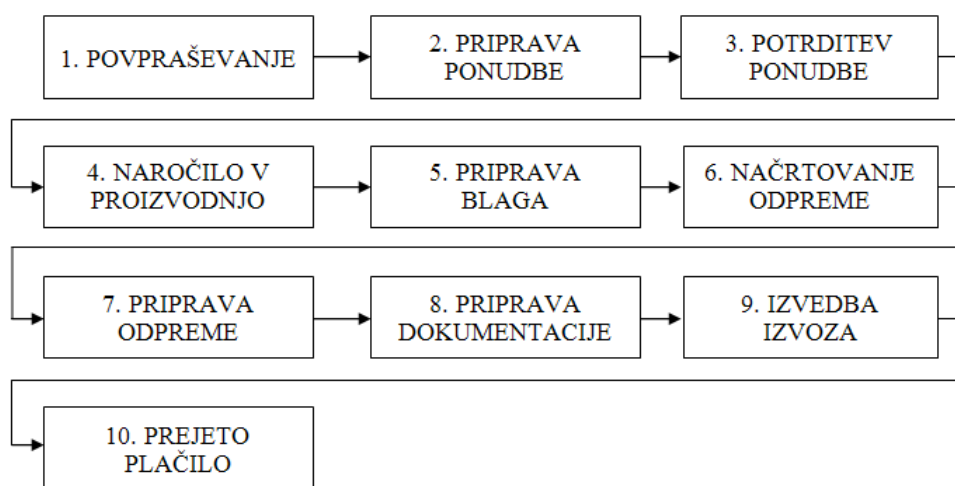 1. POVPRAŠEVANJE
2. PRIPRAVA
PONUDBE
3. POTRDITEV
PONUDBE
4. NAROČILO V
PROIZVODNJO
5. PRIPRAVA
BLAGA
6. NAČRTOVANJE
ODPREME
7. PRIPRAVA
ODPREME
8. PRIPRAVA
DOKUMENTACIJE
9. IZVEDBA
IZVOZA
10. PREJETO
PLAČILO